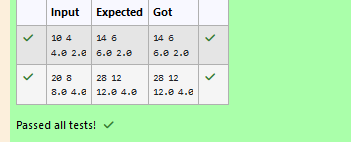 Input Expected Got
10 4 14 6 14 6
4.0 2.0 6.0 2.0 6.0 2.0
20 8 28 12 28 12
8.0 4.0 12.0 4.0 12.0 4.0
Passed all tests!